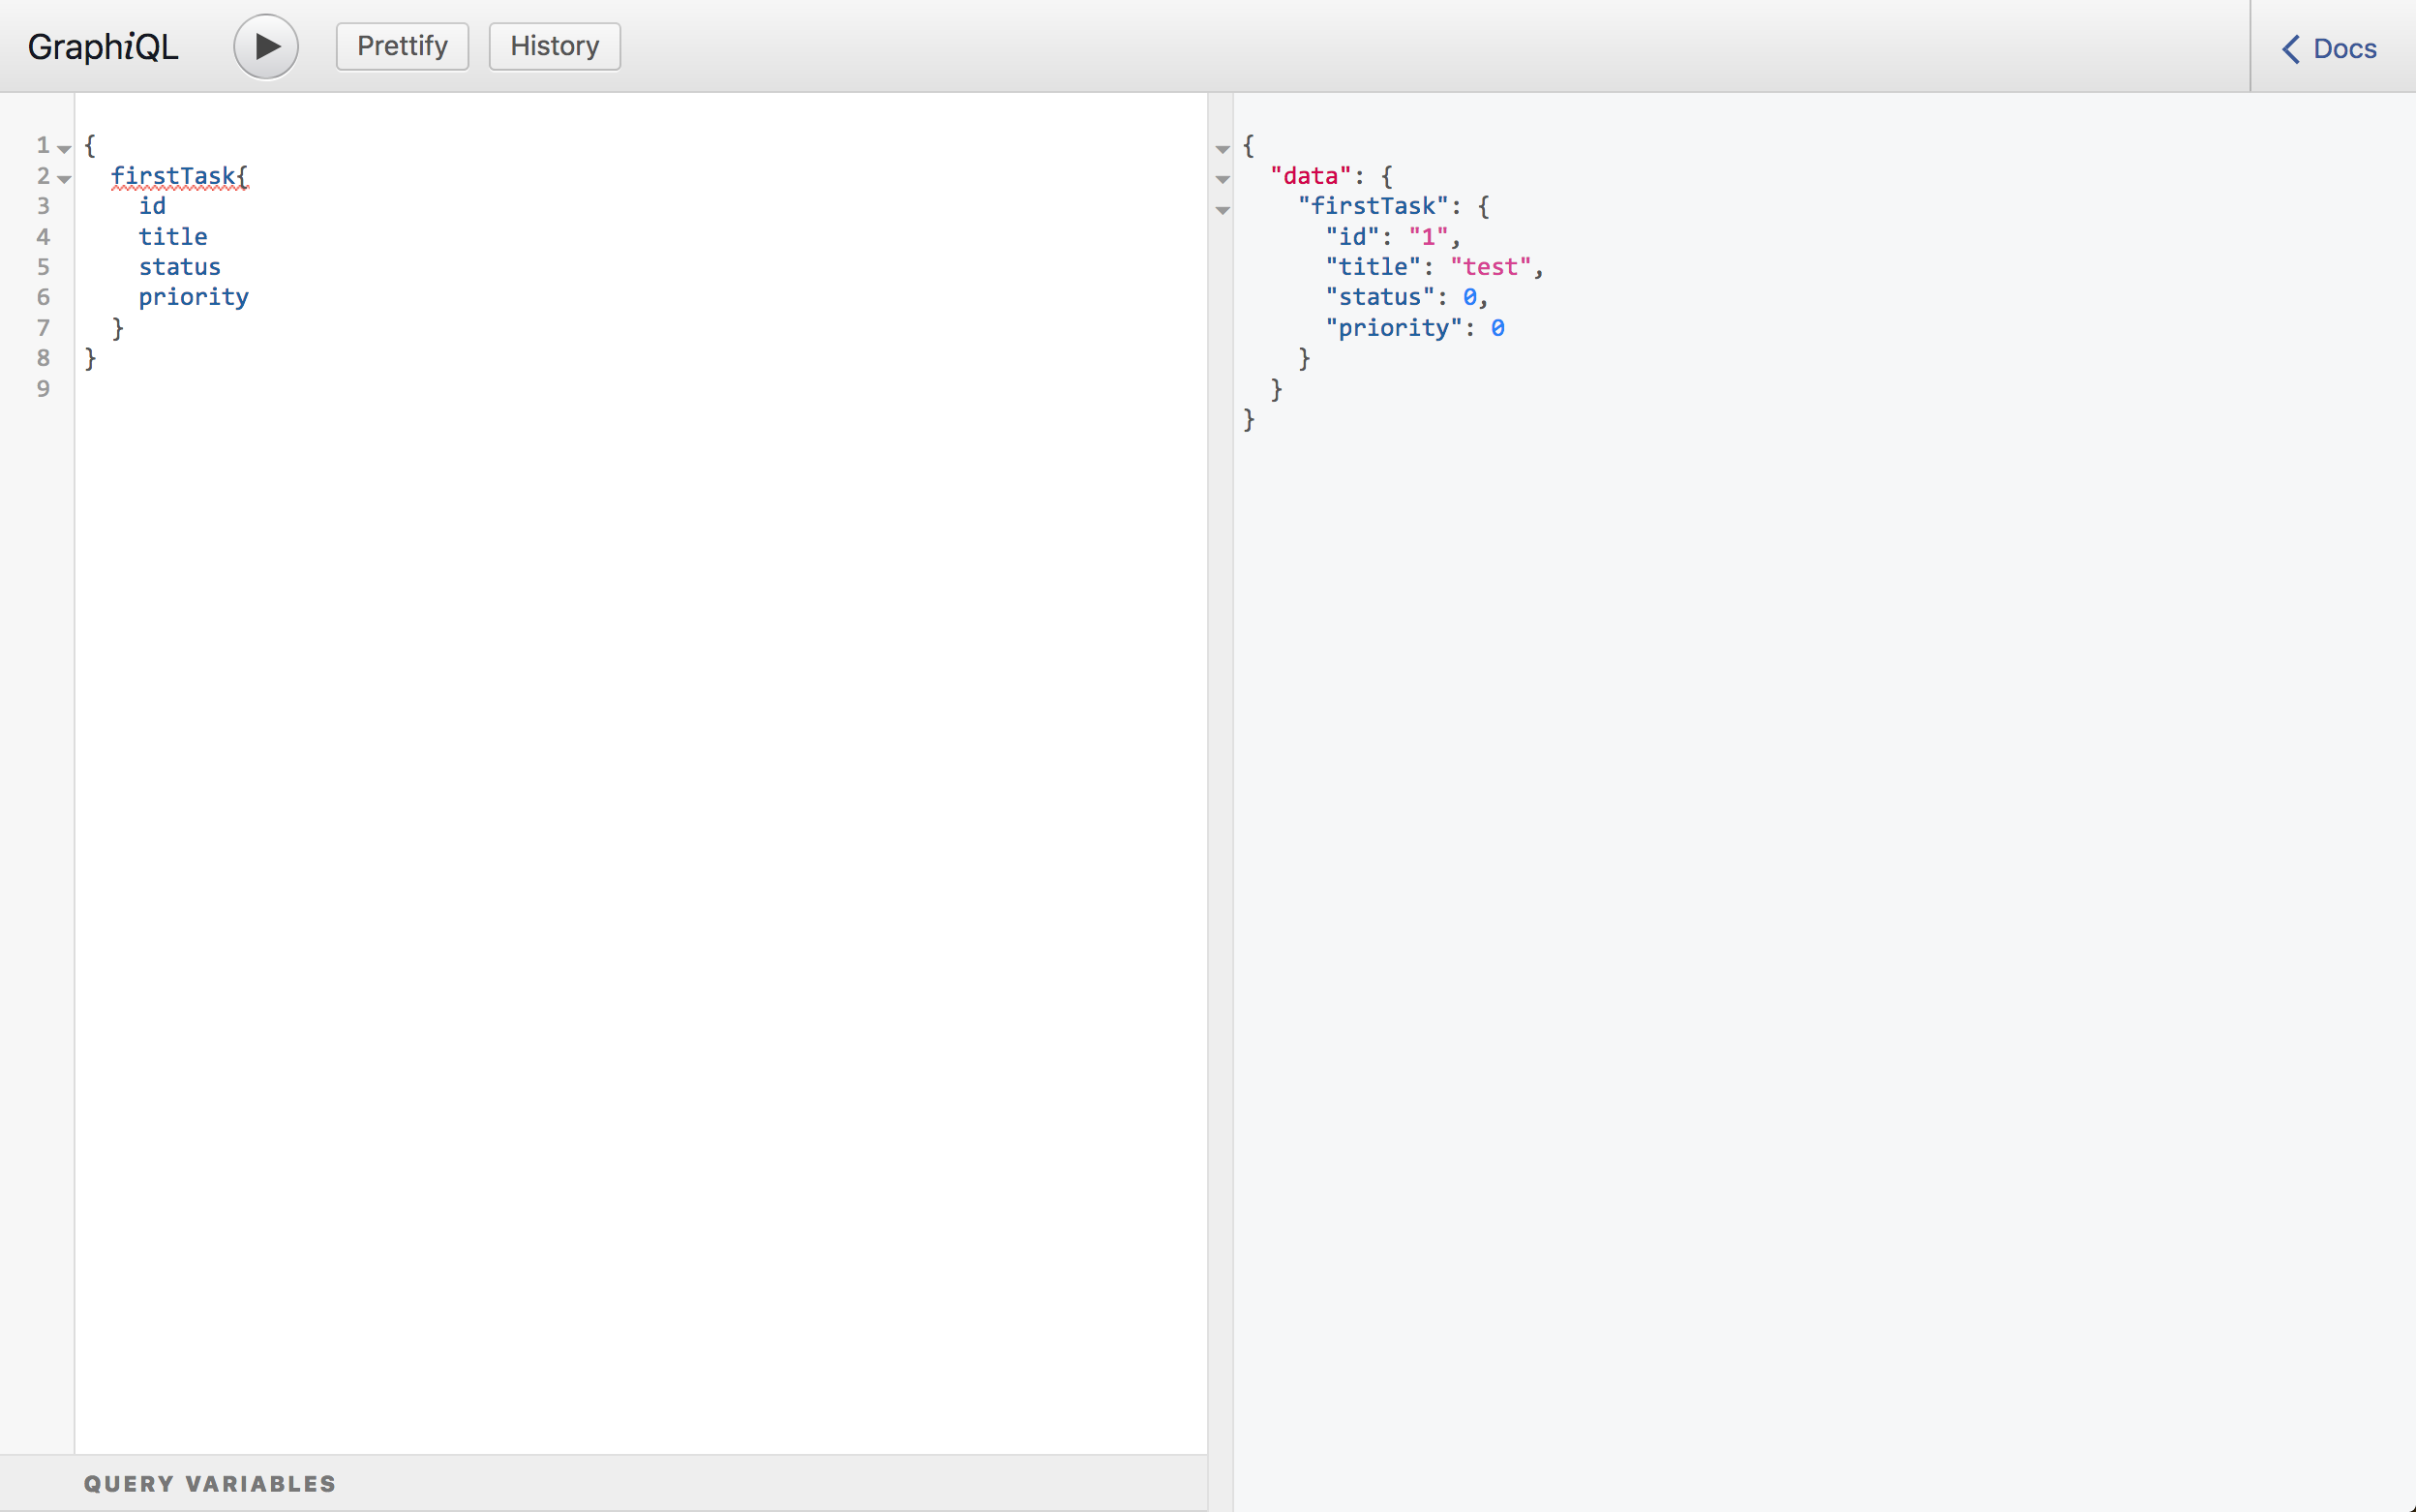 GraphiQL Prettify History Docs
1 {
2 firstTask{
3 id
4 title
5 status
6 priority
7 }
8 }
9
{
"data": {
"firstTask": {
"id": "1",
"title": "test",
"status": 0,
"priority": 0
}
}
}
QUERY VARIABLES